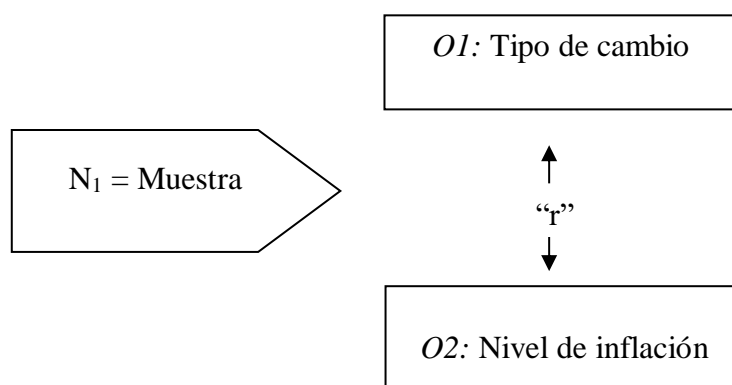 O1: Tipo de cambio
N₁ = Muestra
“r”
O2: Nivel de inflación